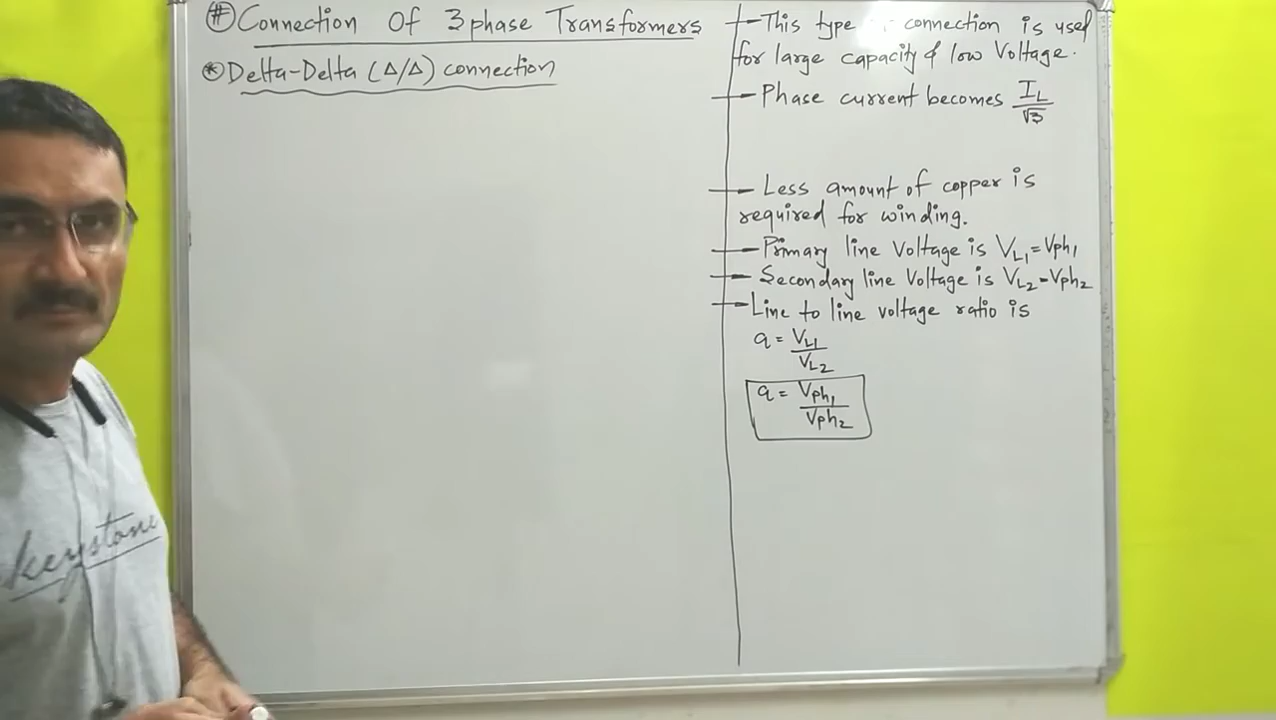 # Connection Of 3 phase Transformers
* Delta-Delta (Δ/Δ) connection
→ This type connection is used
for large capacity & low Voltage.
→ Phase current becomes I_L/√3
→ Less amount of copper is
required for winding.
→ Primary line Voltage is V_L1 = Vph1
→ Secondary line Voltage is V_L2 = Vph2
→ Line to line voltage ratio is
a = V_L1/V_L2
a = Vph1/Vph2
keystone